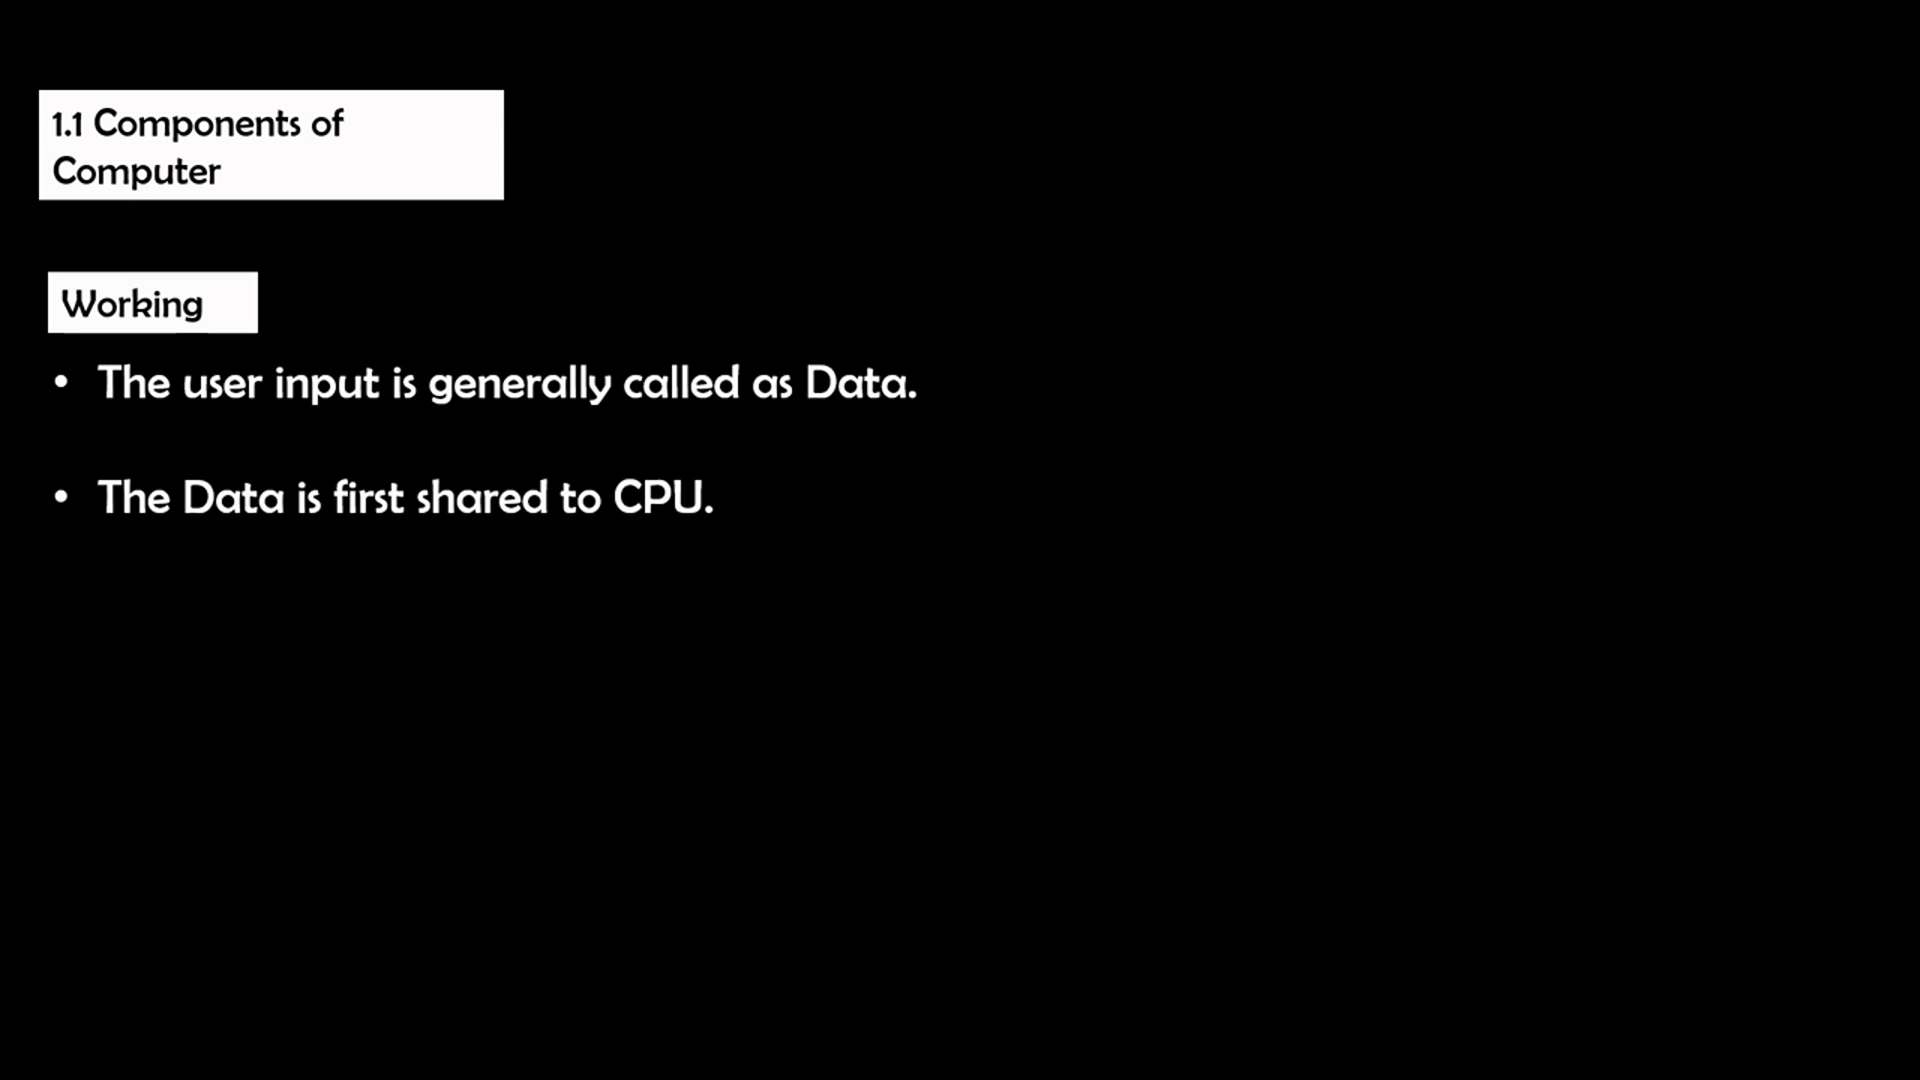 1.1 Components of
Computer
Working
• The user input is generally called as Data.
• The Data is first shared to CPU.